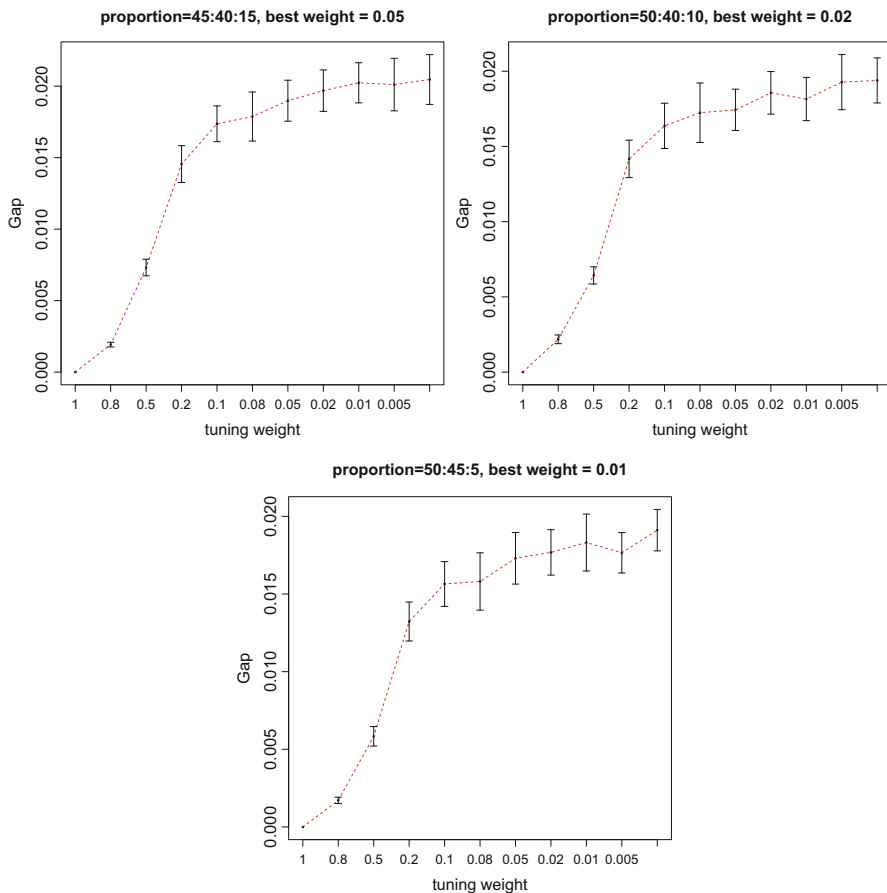 proportion=45:40:15, best weight = 0.05
Gap
0.020
0.015
0.010
0.005
0.000
1 0.8 0.5 0.2 0.1 0.08 0.05 0.02 0.01 0.005
tuning weight
proportion=50:40:10, best weight = 0.02
Gap
0.020
0.015
0.010
0.005
0.000
1 0.8 0.5 0.2 0.1 0.08 0.05 0.02 0.01 0.005
tuning weight
proportion=50:45:5, best weight = 0.01
Gap
0.020
0.015
0.010
0.005
0.000
1 0.8 0.5 0.2 0.1 0.08 0.05 0.02 0.01 0.005
tuning weight